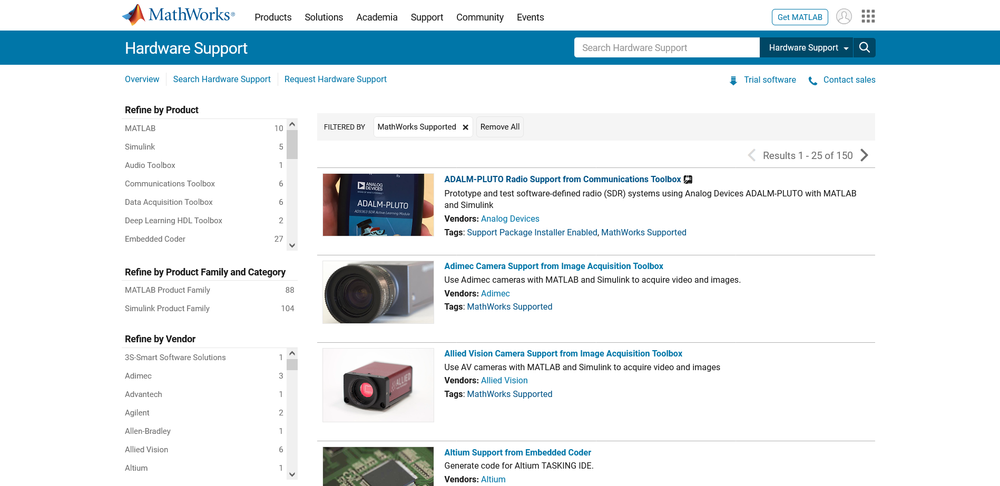 MathWorks®
Products Solutions Academia Support Community Events
Get MATLAB
Hardware Support
Search Hardware Support
Hardware Support
Overview
Search Hardware Support
Request Hardware Support
Trial software
Contact sales
Refine by Product
MATLAB 10
Simulink 5
Audio Toolbox 1
Communications Toolbox 6
Data Acquisition Toolbox 6
Deep Learning HDL Toolbox 2
Embedded Coder 27
Refine by Product Family and Category
MATLAB Product Family 88
Simulink Product Family 104
Refine by Vendor
3S-Smart Software Solutions 1
Adimec 3
Advantech 1
Agilent 2
Allen-Bradley 1
Allied Vision 6
Altium 1
FILTERED BY MathWorks Supported × Remove All
Results 1 - 25 of 150
Rx
ANALOG
DEVICES
AHEAD OF WHAT'S POSSIBLE™
ADALM-PLUTO
AD9363 SDR Active Learning Module
ADALM-PLUTO Radio Support from Communications Toolbox
Prototype and test software-defined radio (SDR) systems using Analog Devices ADALM-PLUTO with MATLAB
and Simulink
Vendors: Analog Devices
Tags: Support Package Installer Enabled, MathWorks Supported
Adimec Camera Support from Image Acquisition Toolbox
Use Adimec cameras with MATLAB and Simulink to acquire video and images.
Vendors: Adimec
Tags: MathWorks Supported
ALLIED
Allied Vision Camera Support from Image Acquisition Toolbox
Use AV cameras with MATLAB and Simulink to acquire video and images
Vendors: Allied Vision
Tags: MathWorks Supported
Altium Support from Embedded Coder
Generate code for Altium TASKING IDE.
Vendors: Altium